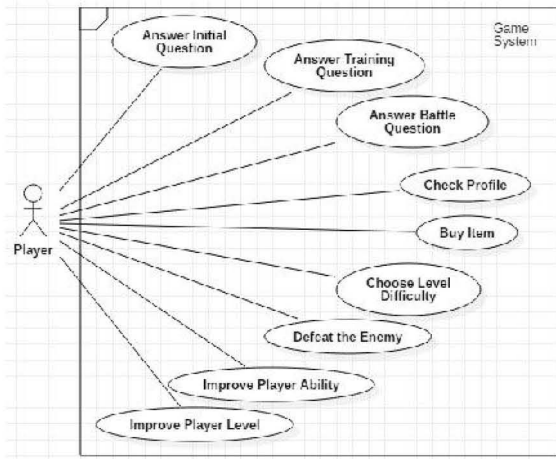 Game
System
Answer Initial
Question
Answer Training
Question
Answer Battle
Question
Check Profile
Buy Item
Player
Choose Level
Difficulty
Defeat the Enemy
Improve Player Ability
Improve Player Level